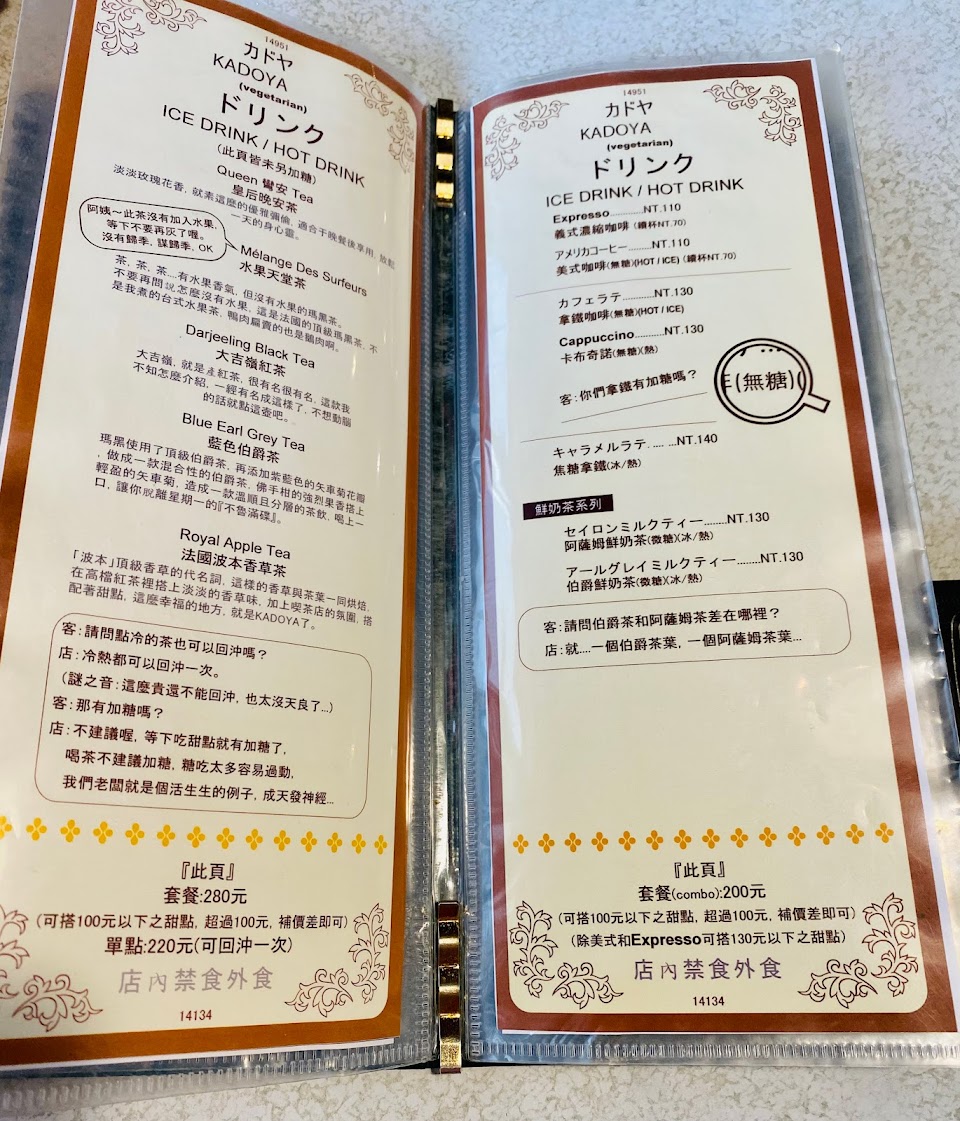 14951
カドヤ
KADOYA
(vegetarian)
ドリンク
ICE DRINK / HOT DRINK
(此頁皆未另加糖)
Queen 鬱安 Tea
皇后晚安茶
淡淡玫瑰花香, 就素這麼的優雅彌倫, 適合于晚餐後享用, 放鬆
一天的身心靈。
阿姨～此茶沒有加入水果,
等下不要再灰了喔。
沒有歸季, 謀歸季, OK
Mélange Des Surfeurs
水果天堂茶
茶, 茶, 茶....有水果香氣, 但沒有水果的瑪黑茶。
不要再問說怎麼沒有水果, 這是法國的頂級瑪黑茶, 不
是我煮的台式水果茶, 鴨肉扁賣的也是鵝肉啊。
Darjeeling Black Tea
大吉嶺紅茶
大吉嶺, 就是產紅茶, 很有名很有名, 這款我
不知怎麼介紹, 一經有名成這樣了, 不想動腦
的話就點這壺吧。
Blue Earl Grey Tea
藍色伯爵茶
瑪黑使用了頂級伯爵茶, 再添加紫藍色的矢車菊花瓣
, 做成一款混合性的伯爵茶, 佛手柑的強烈果香搭上
輕盈的矢車菊, 造成一款溫順且分層的茶飲, 喝上一
口, 讓你脫離星期一的『不魯滿碟』。
Royal Apple Tea
法國波本香草茶
「波本」頂級香草的代名詞, 這樣的香草與茶葉一同烘焙,
在高檔紅茶裡搭上淡淡的香草味, 加上喫茶店的氛圍, 搭
配著甜點, 這麼幸福的地方, 就是KADOYA了。
客:請問點冷的茶也可以回沖嗎?
店:冷熱都可以回沖一次。
(謎之音:這麼貴還不能回沖, 也太沒天良了...)
客:那有加糖嗎?
店:不建議喔, 等下吃甜點就有加糖了,
喝茶不建議加糖, 糖吃太多容易過動,
我們老闆就是個活生生的例子, 成天發神經...
『此頁』
套餐:280元
(可搭100元以下之甜點, 超過100元, 補價差即可)
單點:220元(可回沖一次)
店內禁食外食
14134
14951
カドヤ
KADOYA
(vegetarian)
ドリンク
ICE DRINK / HOT DRINK
Expresso.............NT.110
義式濃縮咖啡 (續杯NT.70)
アメリカコーヒー.........NT.110
美式咖啡(無糖)(HOT / ICE) (續杯NT.70)
カフェラテ............NT.130
拿鐵咖啡(無糖)(HOT / ICE)
Cappuccino...........NT.130
卡布奇諾(無糖)(熱)
客:你們拿鐵有加糖嗎?
(無糖)(
キャラメルラテ. .... ...NT.140
焦糖拿鐵(冰/熱)
鮮奶茶系列
セイロンミルクティー........NT.130
阿薩姆鮮奶茶(微糖)(冰/熱)
アールグレイミルクティー........NT.130
伯爵鮮奶茶(微糖)(冰/熱)
客:請問伯爵茶和阿薩姆茶差在哪裡?
店:就....一個伯爵茶葉, 一個阿薩姆茶葉...
『此頁』
套餐(combo):200元
(可搭100元以下之甜點, 超過100元, 補價差即可)
(除美式和Expresso可搭130元以下之甜點)
店內禁食外食
14134